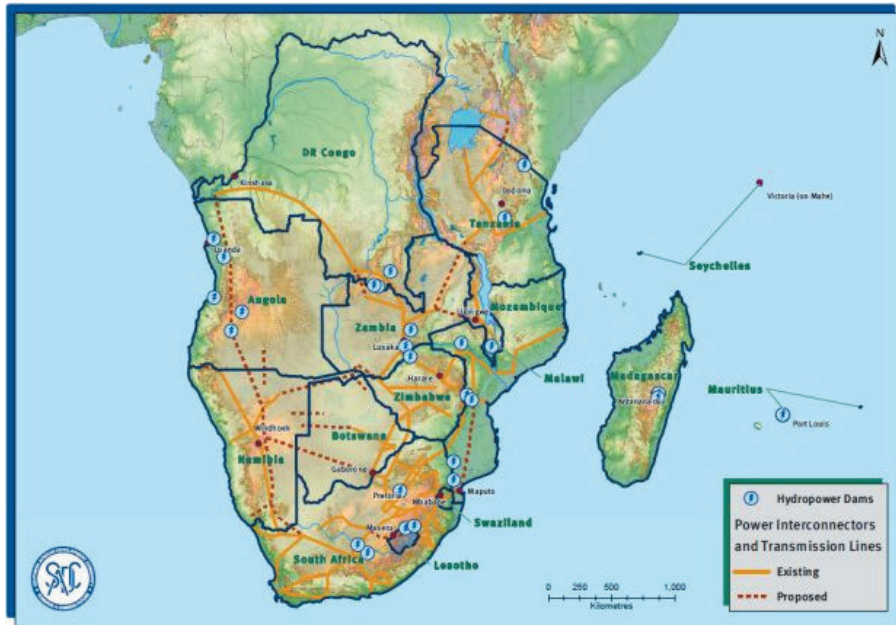 N
DR Congo
Kinshasa
Dodoma
Tanzania
Victoria (on Mahe)
Seychelles
Luanda
Angola
Zambia
Lusaka
Lilongwe
Mozambique
Malawi
Harare
Zimbabwe
Madagascar
Antananarivo
Mauritius
Port Louis
Windhoek
Namibia
Botswana
Gaborone
Pretoria
Mbabane
Maputo
Swaziland
Maseru
South Africa
Lesotho
SADC
Hydropower Dams
Power Interconnectors
and Transmission Lines
Existing
Proposed
0 250 500 1,000
Kilometres